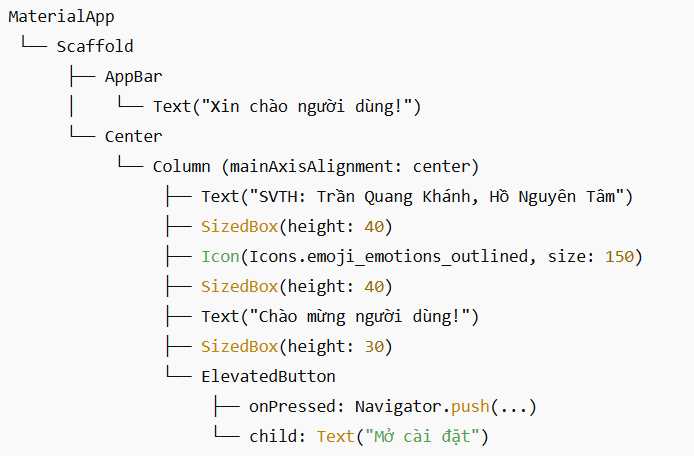 MaterialApp
└── Scaffold
├── AppBar
│ └── Text("Xin chào người dùng!")
└── Center
└── Column (mainAxisAlignment: center)
├── Text("SVTH: Trần Quang Khánh, Hồ Nguyên Tâm")
├── SizedBox(height: 40)
├── Icon(Icons.emoji_emotions_outlined, size: 150)
├── SizedBox(height: 40)
├── Text("Chào mừng người dùng!")
├── SizedBox(height: 30)
└── ElevatedButton
├── onPressed: Navigator.push(...)
└── child: Text("Mở cài đặt")